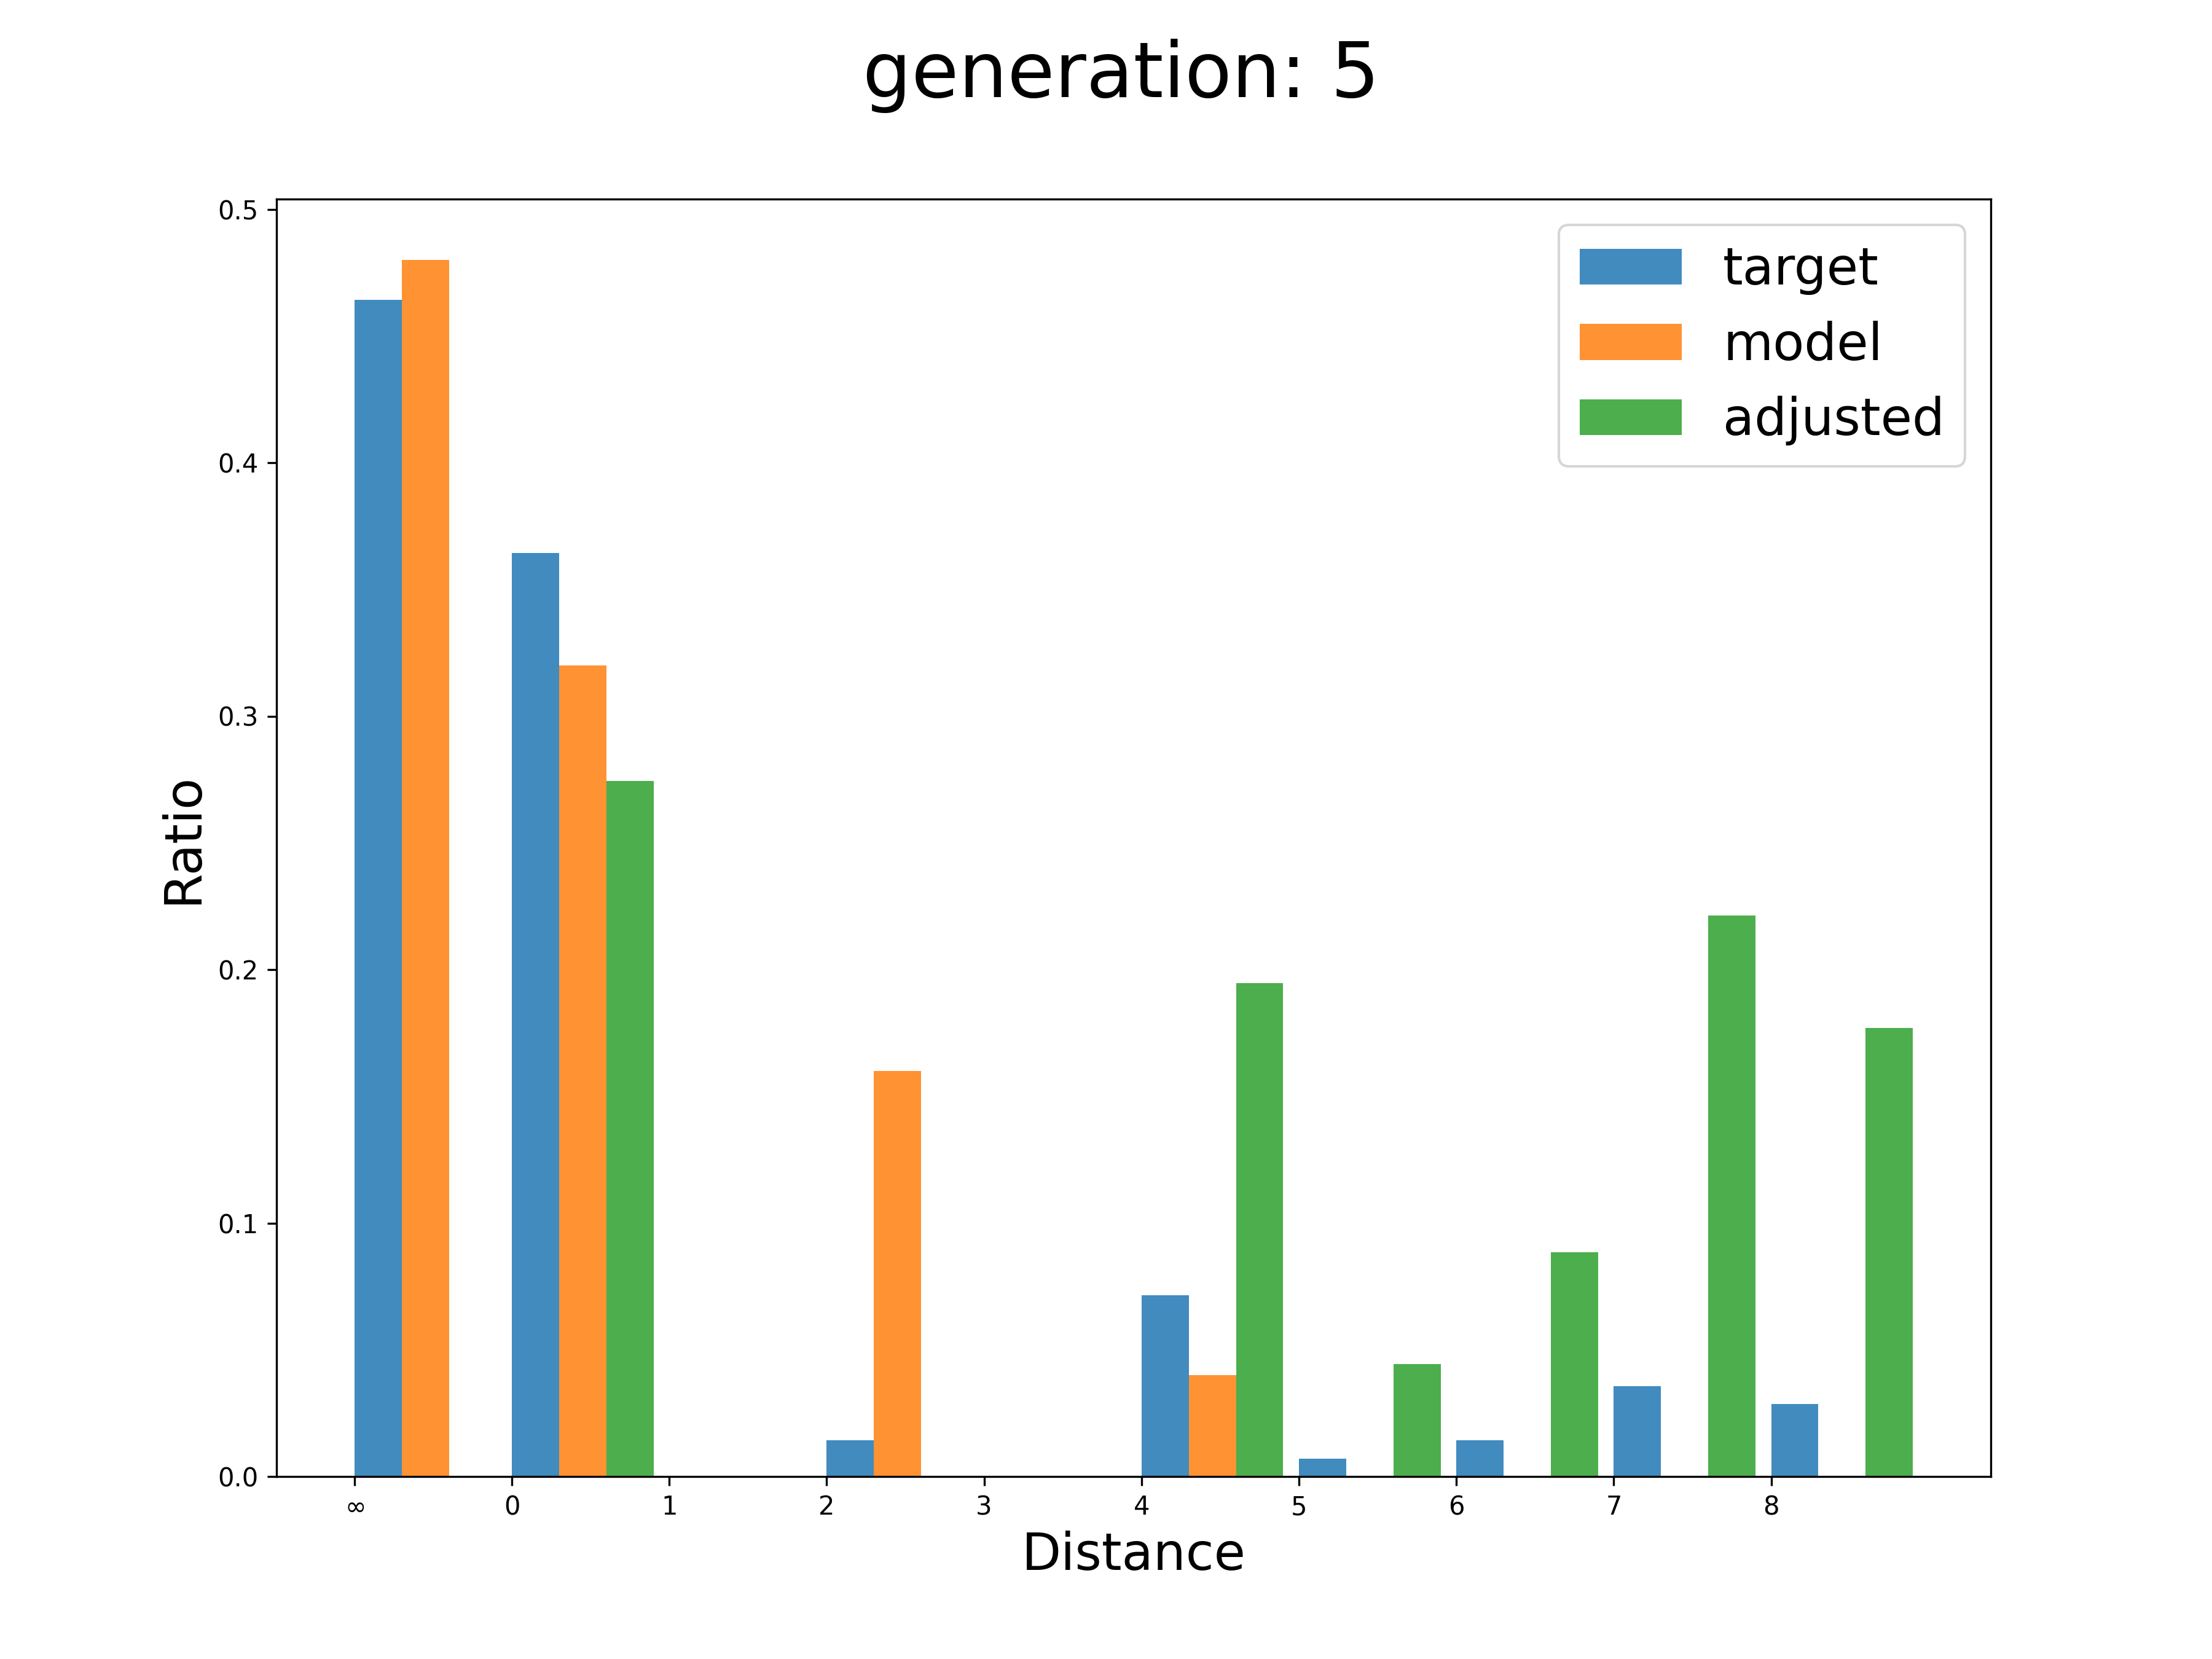 generation: 5
0.5
0.4
0.3
0.2
0.1
0.0
Ratio
target
model
adjusted
∞ 0 1 2 3 4 5 6 7 8
Distance